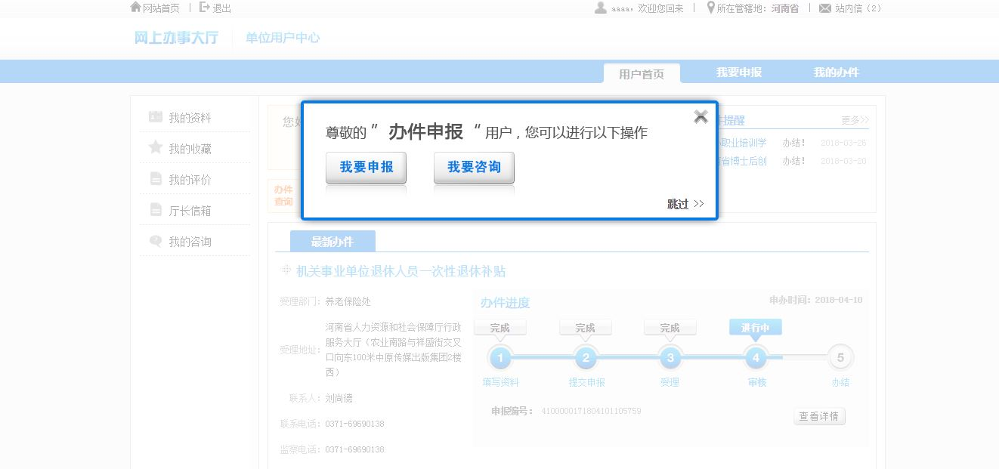 网站首页 | 退出
aaaa，欢迎您回来 | 所在管辖地：河南省 | 站内信（2）
网上办事大厅 单位用户中心
用户首页 我要申报 我的办件
我的资料
我的收藏
我的评价
厅长信箱
我的咨询
您好
办件
查询
尊敬的 ” 办件申报 “ 用户 , 您可以进行以下操作
我要申报 我要咨询
跳过 >>
提醒 更多>>
职业培训学 办结！ 2018-03-26
省博士后创 办结！ 2018-03-20
最新办件
机关事业单位退休人员一次性退休补贴
受理部门： 养老保险处
受理地址： 河南省人力资源和社会保障厅行政
服务大厅（农业南路与祥盛街交叉
口向东100米中原传媒出版集团2楼
西）
联系人： 刘尚德
联系电话： 0371-69690138
监察电话： 0371-69690138
办件进度 申办时间：2018-04-10
完成 完成 完成 进行中
1 2 3 4 5
填写资料 提交申报 受理 审核 办结
申报编号： 4100000171804101105759
查看详情